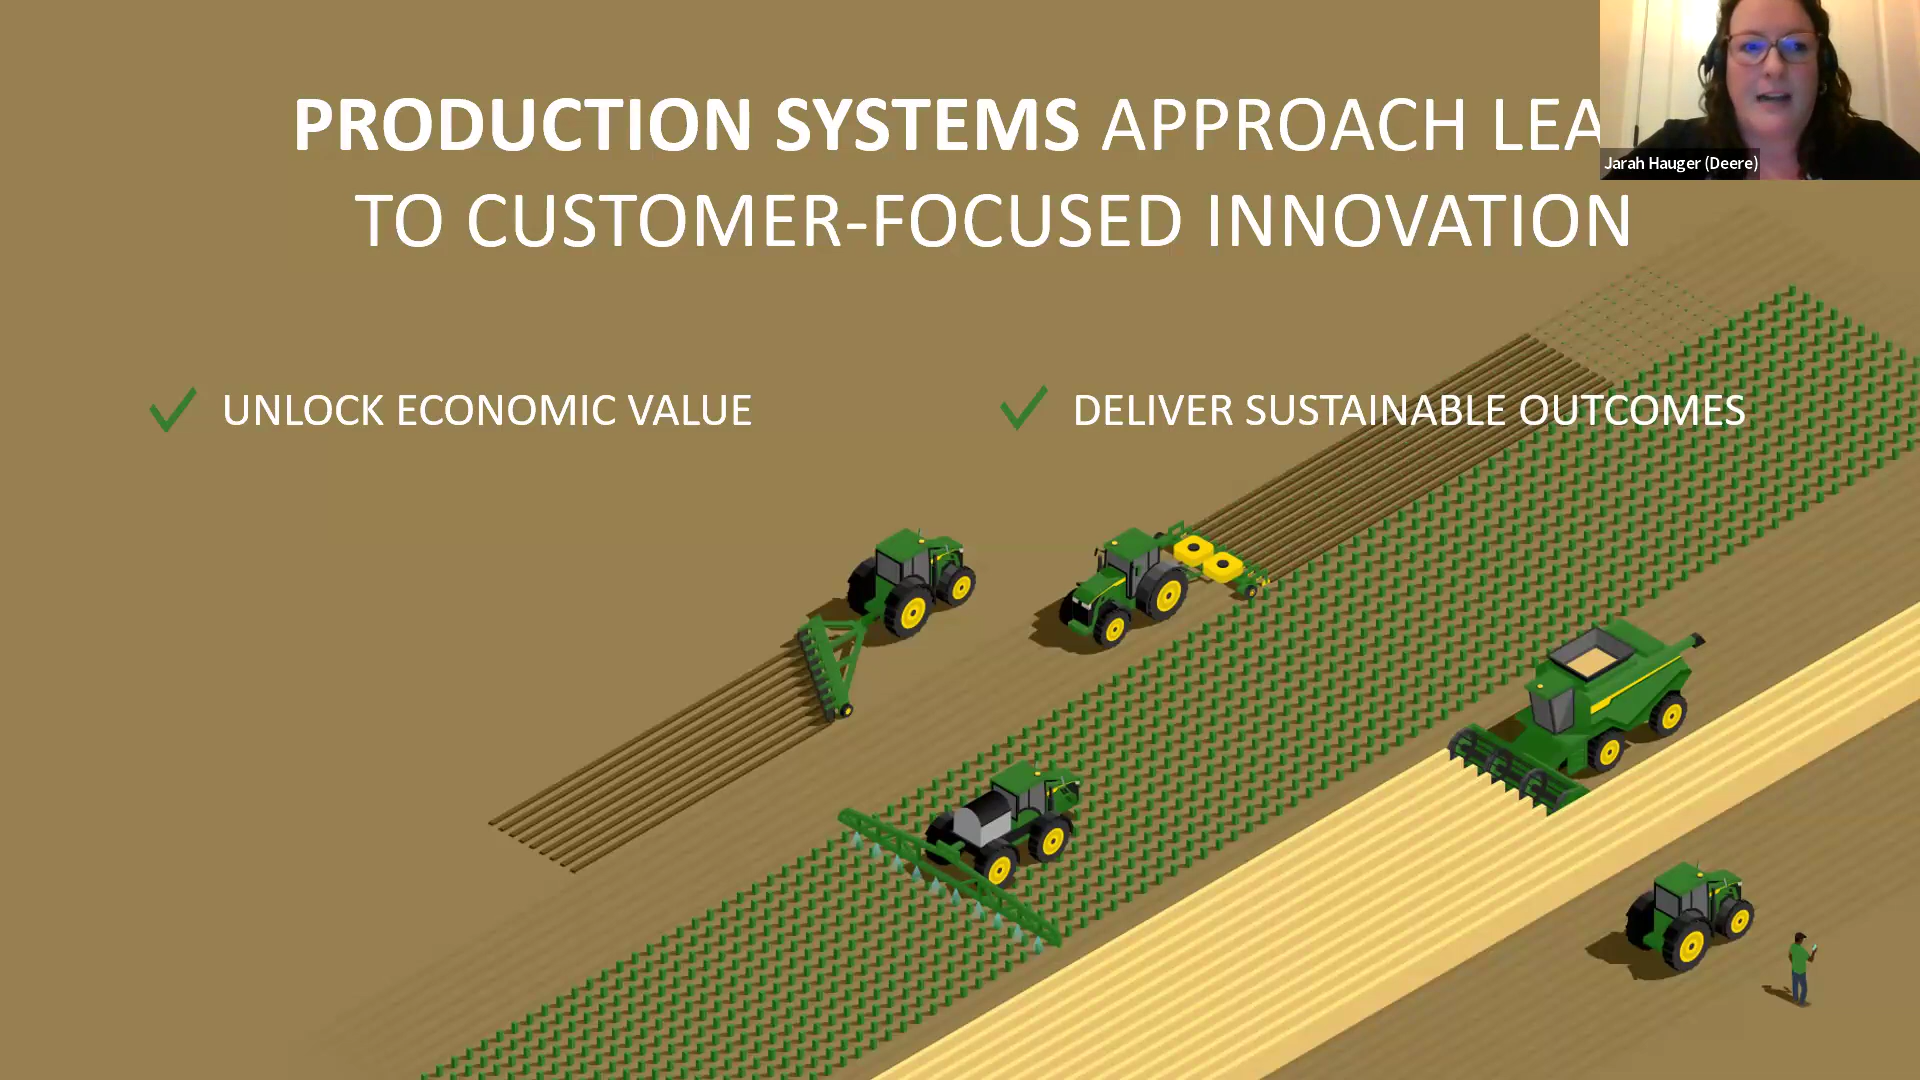 PRODUCTION SYSTEMS APPROACH LEA
TO CUSTOMER-FOCUSED INNOVATION
Jarah Hauger (Deere)
UNLOCK ECONOMIC VALUE
DELIVER SUSTAINABLE OUTCOMES